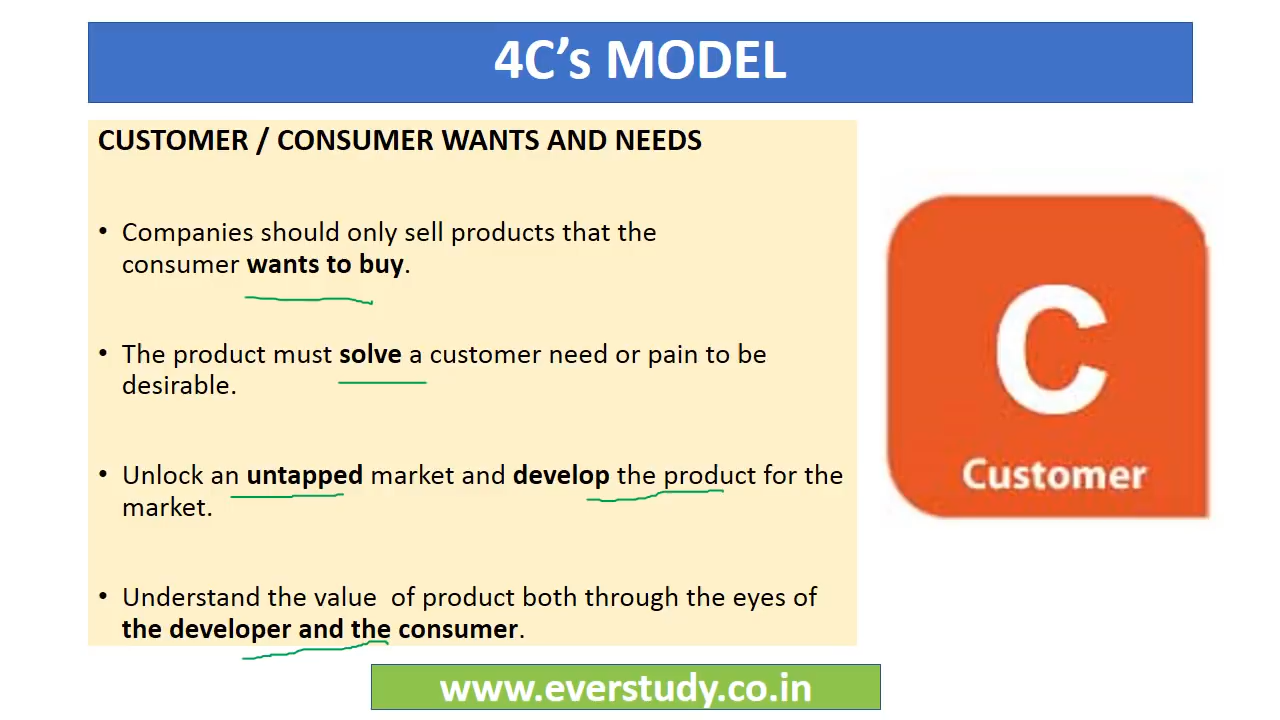 4C's MODEL
CUSTOMER / CONSUMER WANTS AND NEEDS
• Companies should only sell products that the
consumer wants to buy.
• The product must solve a customer need or pain to be
desirable.
• Unlock an untapped market and develop the product for the
market.
• Understand the value of product both through the eyes of
the developer and the consumer.
C
Customer
www.everstudy.co.in